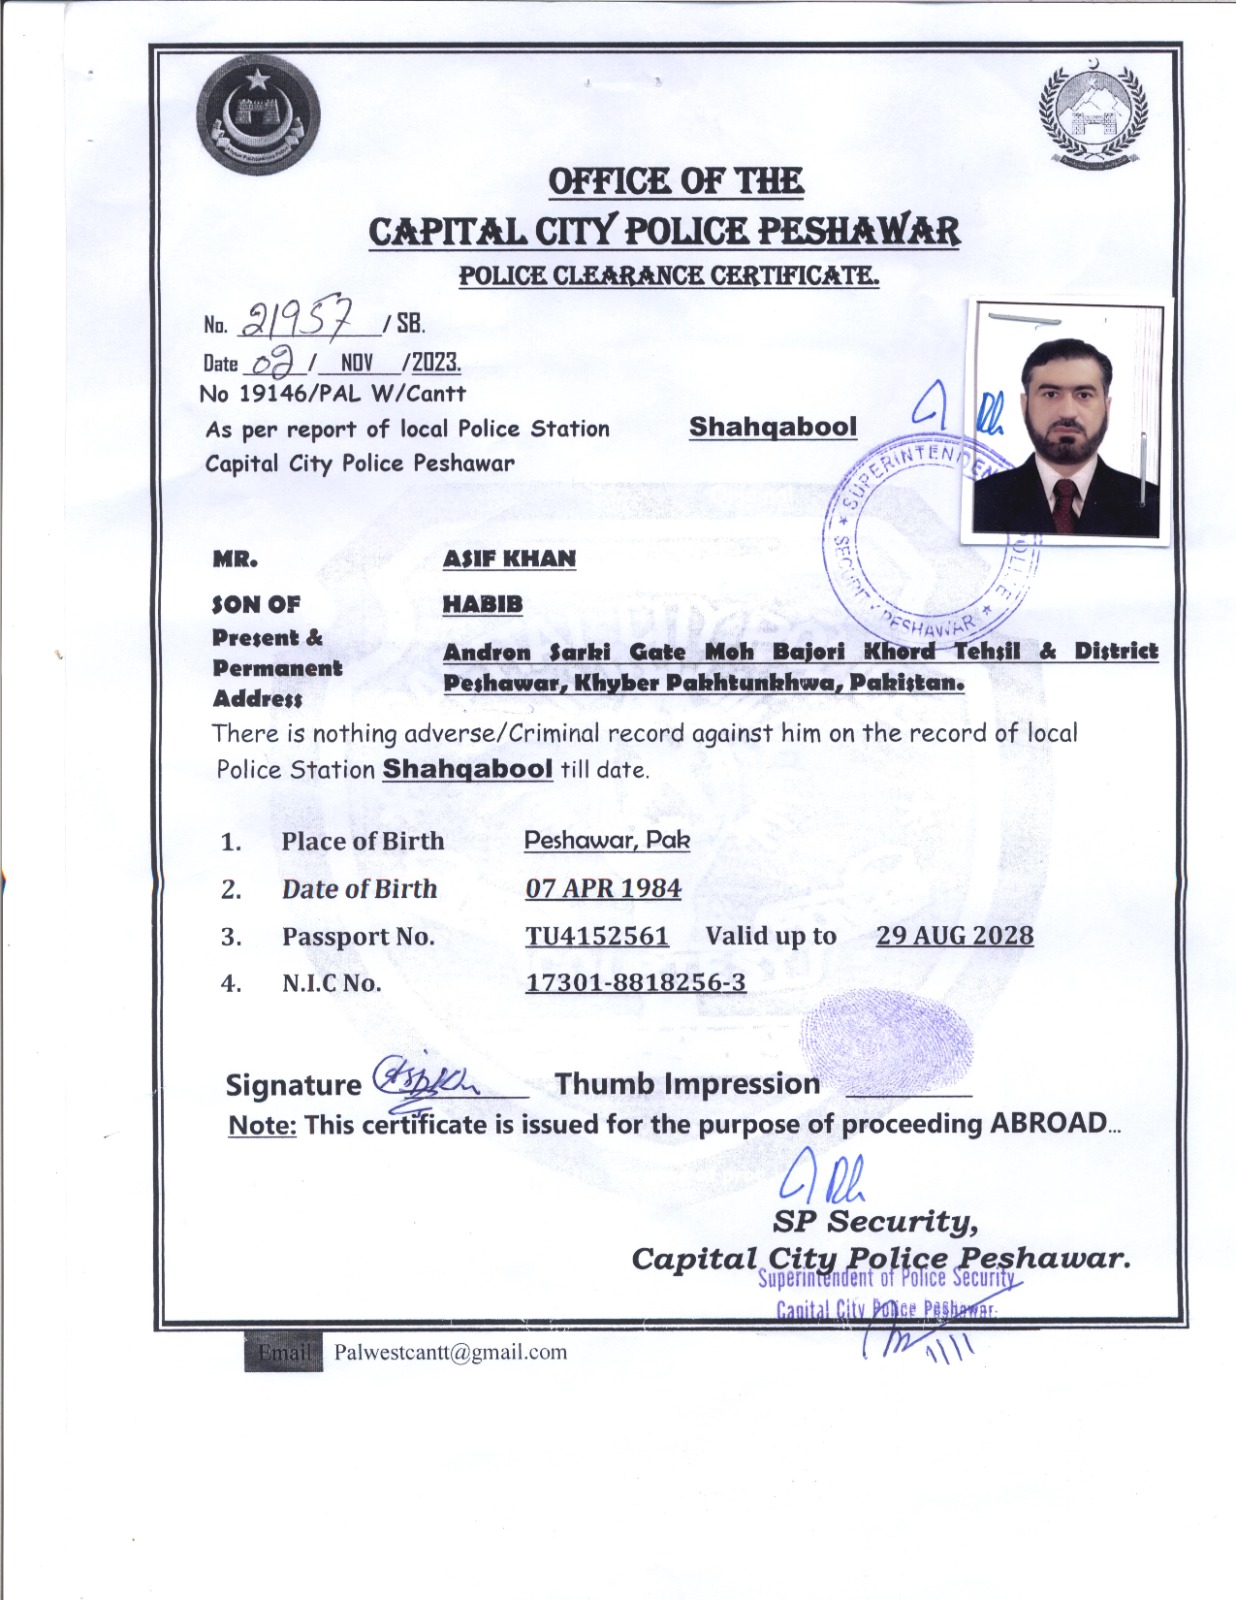 OFFICE OF THE
CAPITAL CITY POLICE PESHAWAR
POLICE CLEARANCE CERTIFICATE.
No. 21957 / SB.
Date 02 / NOV /2023.
No 19146/PAL W/Cantt
As per report of local Police Station Shahqabool
Capital City Police Peshawar
SUPERINTENDEN POLICE
SECURITY PESHAWAR
MR. ASIF KHAN
SON OF HABIB
Present & Permanent Address Andron Sarki Gate Moh Bajori Khord Tehsil & District
Peshawar, Khyber Pakhtunkhwa, Pakistan.
There is nothing adverse/Criminal record against him on the record of local
Police Station Shahqabool till date.
1. Place of Birth Peshawar, Pak
2. Date of Birth 07 APR 1984
3. Passport No. TU4152561 Valid up to 29 AUG 2028
4. N.I.C No. 17301-8818256-3
Signature Thumb Impression
Note: This certificate is issued for the purpose of proceeding ABROAD...
SP Security,
Capital City Police Peshawar.
Superintendent of Police Security
Capital City Police Peshawar.
Email Palwestcantt@gmail.com